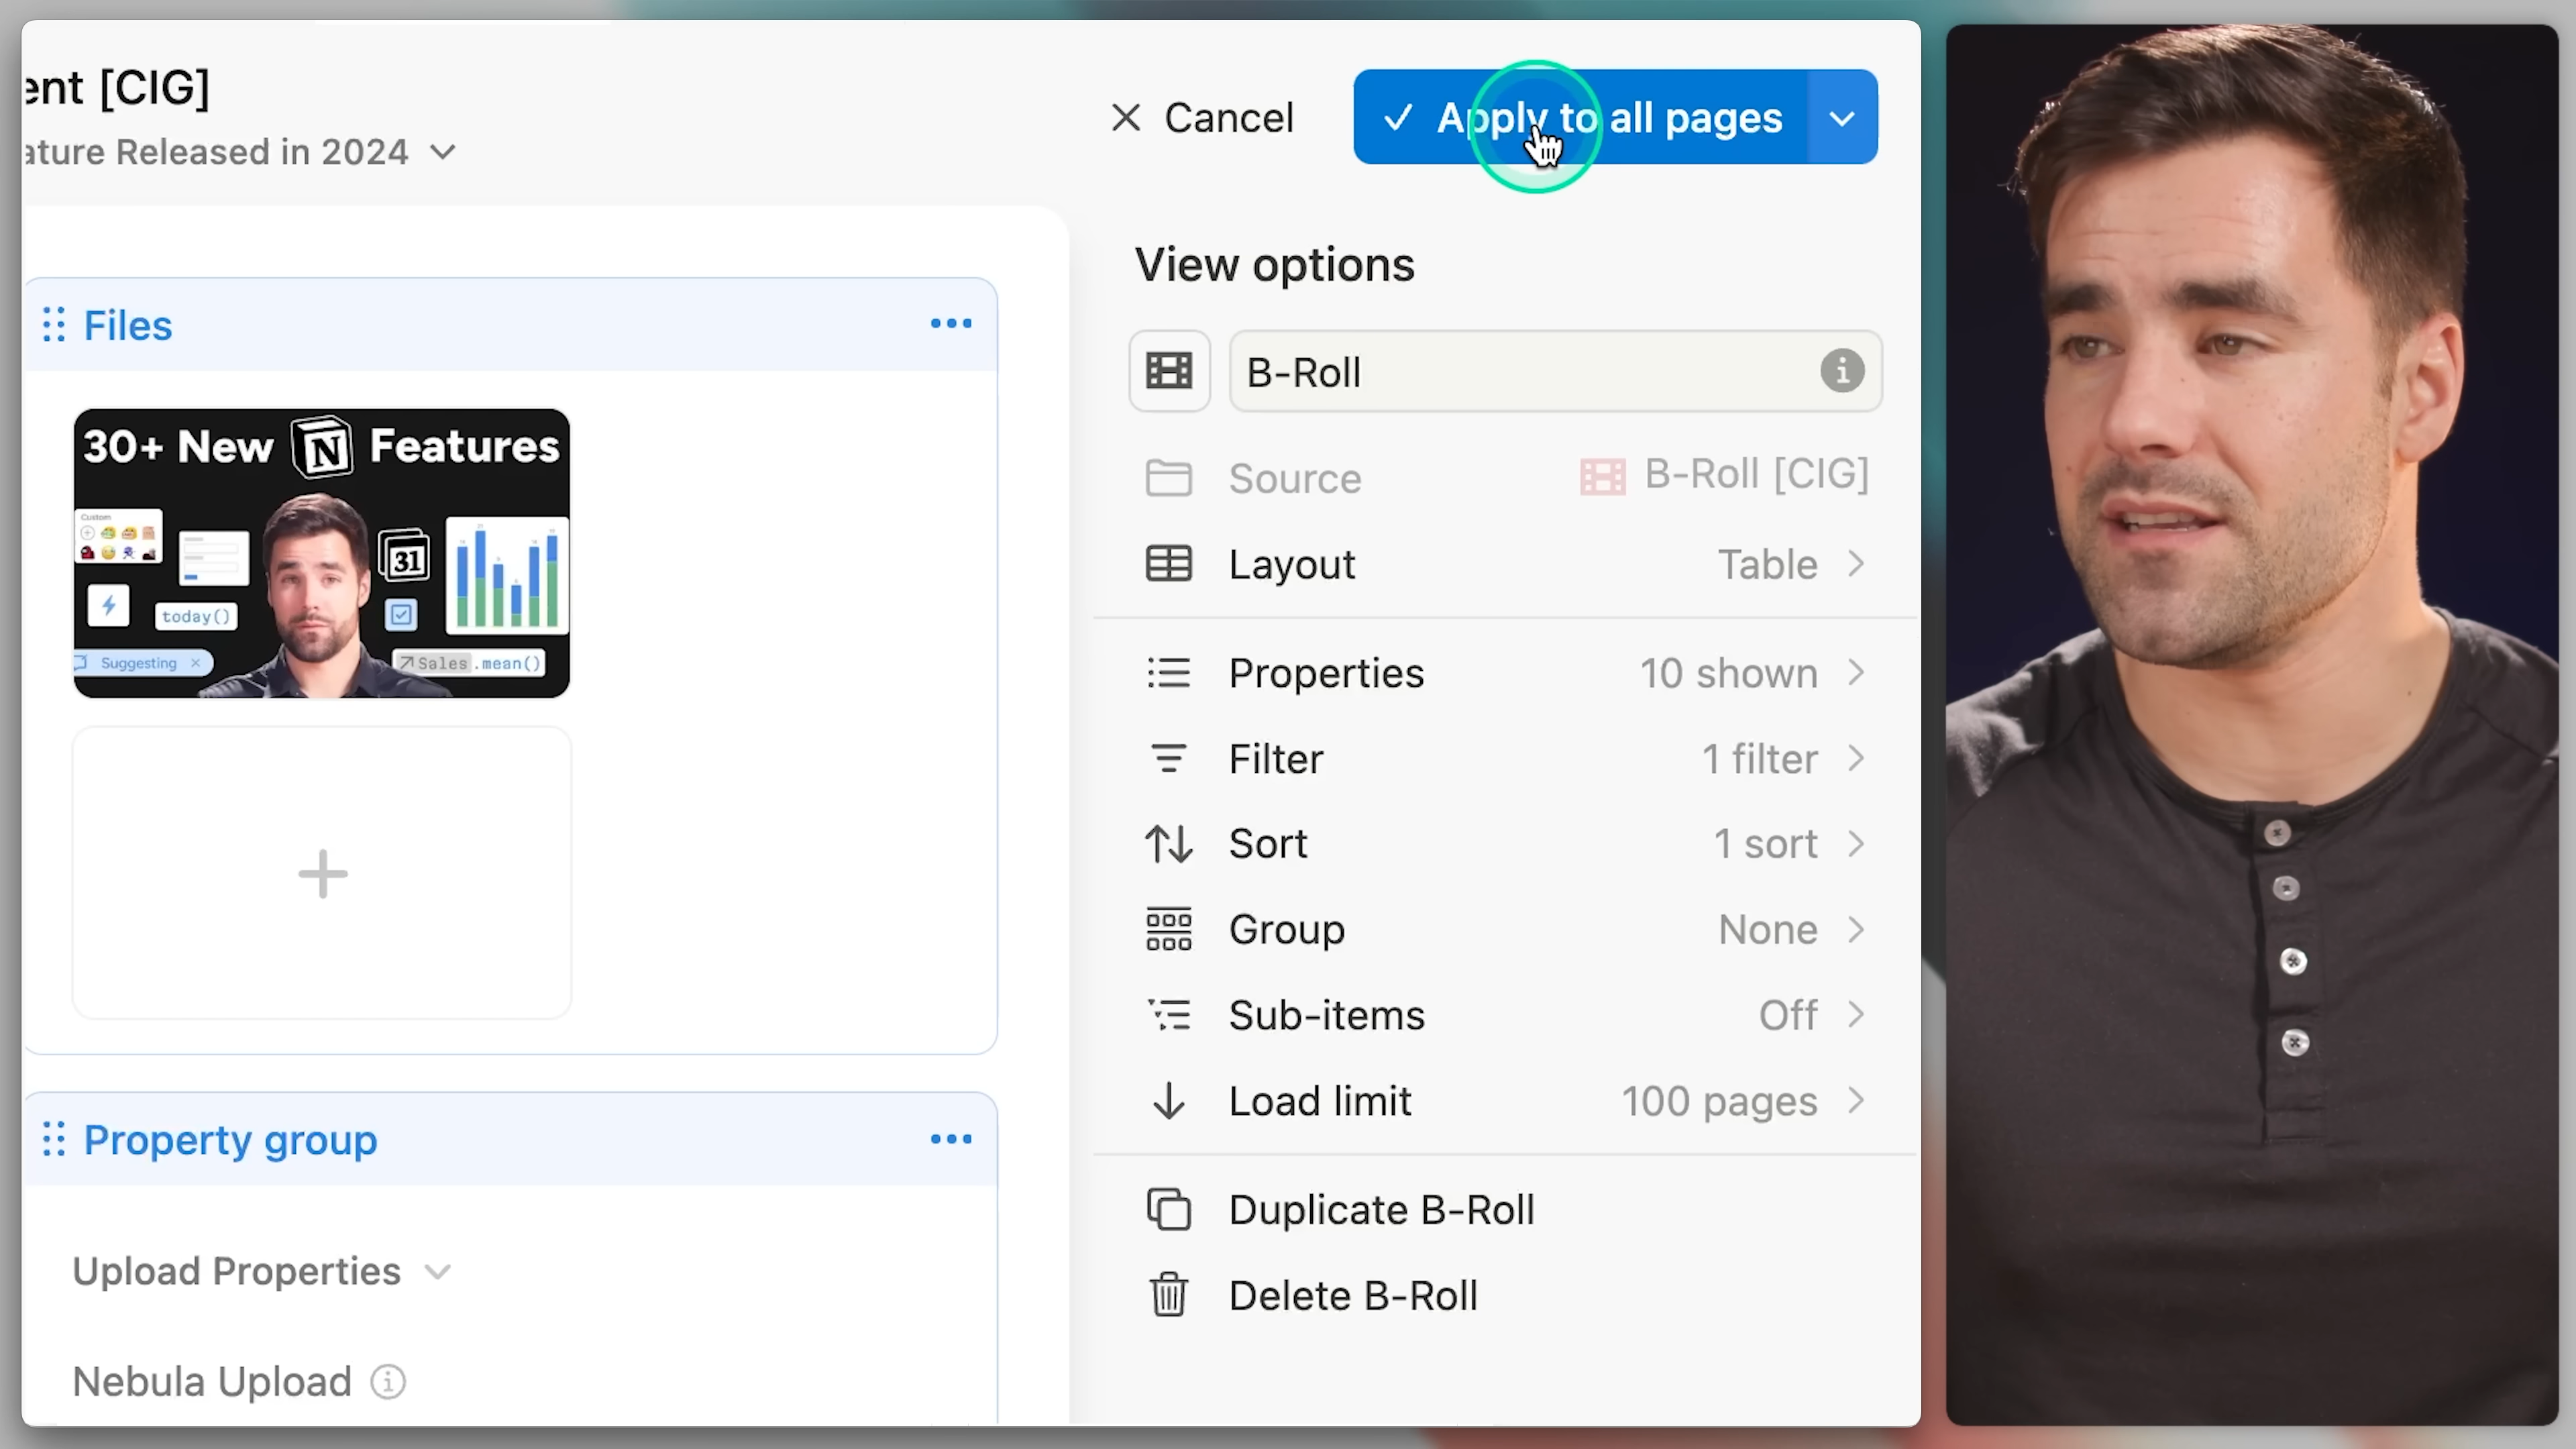 ent [CIG]
ature Released in 2024
Cancel
Apply to all pages
Files
30+ New N Features
Custom
31
today()
Suggesting ×
Sales.mean()
Property group
Upload Properties
Nebula Upload
View options
B-Roll
Source B-Roll [CIG]
Layout Table
Properties 10 shown
Filter 1 filter
Sort 1 sort
Group None
Sub-items Off
Load limit 100 pages
Duplicate B-Roll
Delete B-Roll